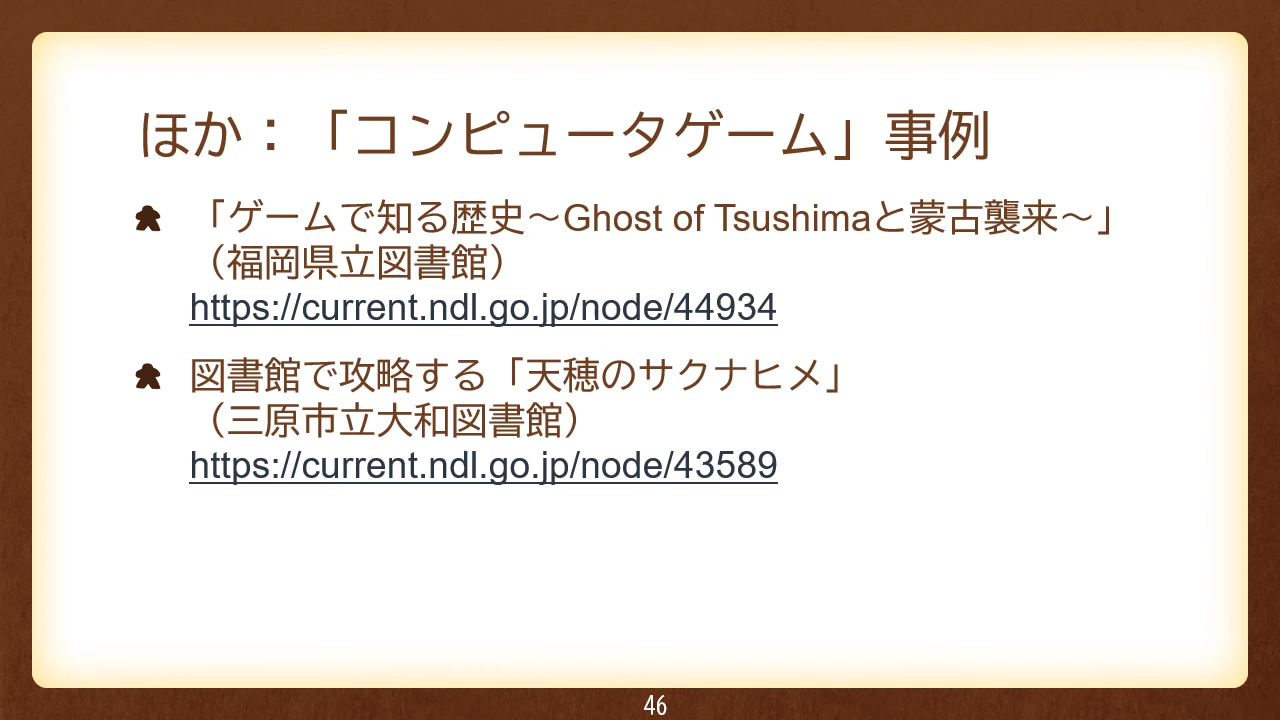 ほか：「コンピュータゲーム」事例
「ゲームで知る歴史～Ghost of Tsushimaと蒙古襲来～」
（福岡県立図書館）
https://current.ndl.go.jp/node/44934
図書館で攻略する「天穂のサクナヒメ」
（三原市立大和図書館）
https://current.ndl.go.jp/node/43589
46